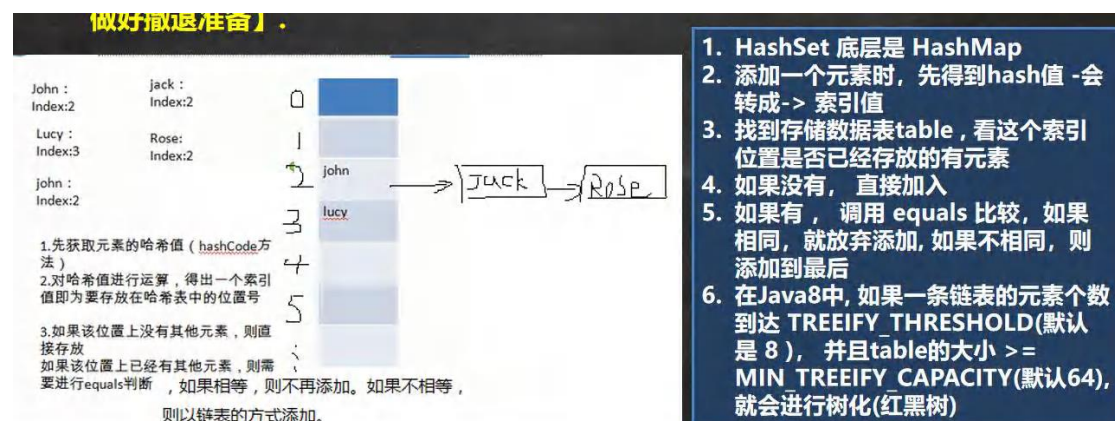 做好撤退准备】.
John：
Index:2
jack：
Index:2
Lucy：
Index:3
Rose:
Index:2
john：
Index:2
1.先获取元素的哈希值（hashCode方
法）
2.对哈希值进行运算，得出一个索引
值即为要存放在哈希表中的位置号
3.如果该位置上没有其他元素，则直
接存放
如果该位置上已经有其他元素，则需
要进行equals判断 ，如果相等，则不再添加。如果不相等，
则以链表的方式添加。
0
1
2 john
Jack
Rose
3 lucy
4
5
1. HashSet 底层是 HashMap
2. 添加一个元素时，先得到hash值 -会
转成-> 索引值
3. 找到存储数据表table，看这个索引
位置是否已经存放的有元素
4. 如果没有， 直接加入
5. 如果有 ， 调用 equals 比较，如果
相同，就放弃添加, 如果不相同，则
添加到最后
6. 在Java8中, 如果一条链表的元素个数
到达 TREEIFY_THRESHOLD(默认
是 8 )， 并且table的大小 >=
MIN_TREEIFY_CAPACITY(默认64),
就会进行树化(红黑树)